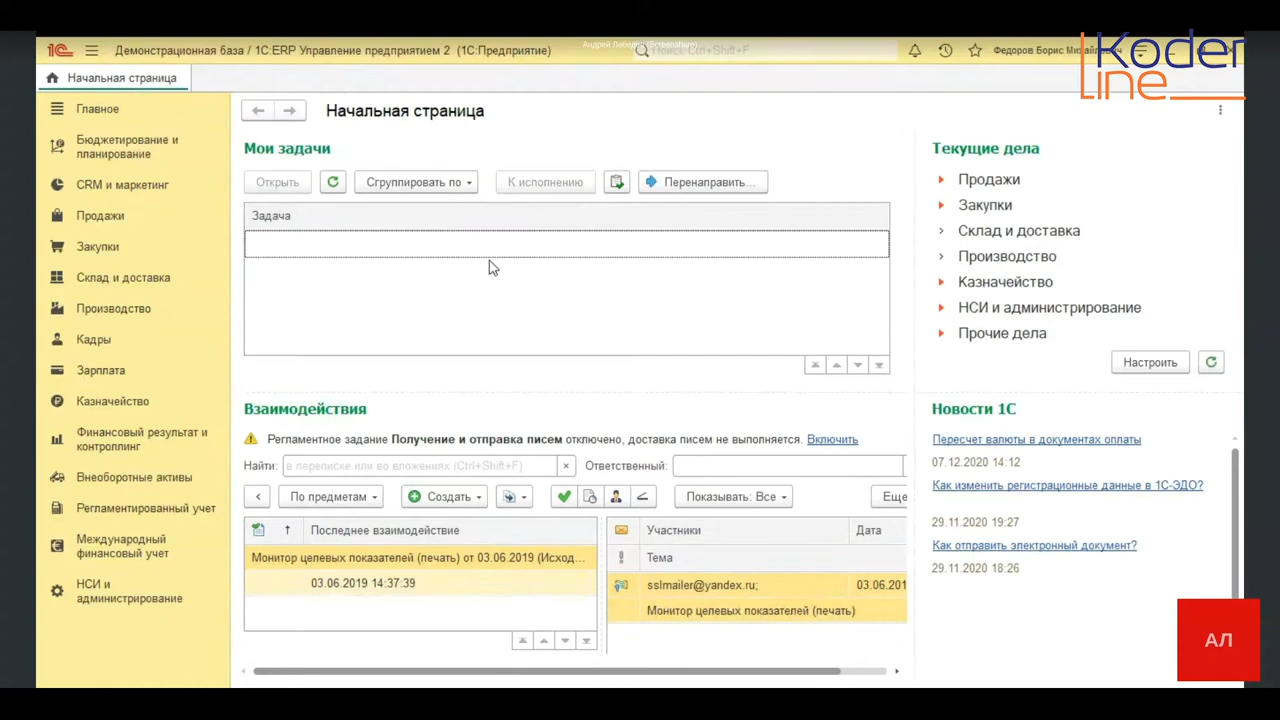 Демонстрационная база / 1С:ERP Управление предприятием 2 (1С:Предприятие)
Андрей Лебедев (Screenshare)
Поиск Ctrl+Shift+F
Федоров Борис Михайлович
Koder
line
Начальная страница
Главное
Бюджетирование и
планирование
CRM и маркетинг
Продажи
Закупки
Склад и доставка
Производство
Кадры
Зарплата
Казначейство
Финансовый результат и
контроллинг
Внеоборотные активы
Регламентированный учет
Международный
финансовый учет
НСИ и
администрирование
Начальная страница
Мои задачи
Открыть
Сгруппировать по
К исполнению
Перенаправить...
Задача
Взаимодействия
Регламентное задание Получение и отправка писем отключено, доставка писем не выполняется. Включить
Найти: в переписке или во вложениях (Ctrl+Shift+F) × Ответственный:
По предметам
Создать
Показывать: Все
Еще
Последнее взаимодействие
Монитор целевых показателей (печать) от 03.06.2019 (Исход...
03.06.2019 14:37:39
Участники
Дата
Тема
sslmailer@yandex.ru;
03.06.201
Монитор целевых показателей (печать)
Текущие дела
Продажи
Закупки
Склад и доставка
Производство
Казначейство
НСИ и администрирование
Прочие дела
Настроить
Новости 1С
Пересчет валюты в документах оплаты
07.12.2020 14:12
Как изменить регистрационные данные в 1С-ЭДО?
29.11.2020 19:27
Как отправить электронный документ?
29.11.2020 18:26
АЛ